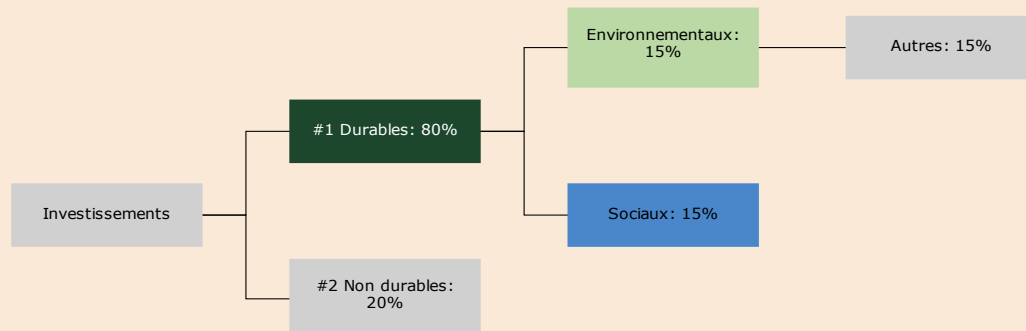 Environnementaux:
15%
Autres: 15%
#1 Durables: 80%
Investissements
Sociaux: 15%
#2 Non durables:
20%